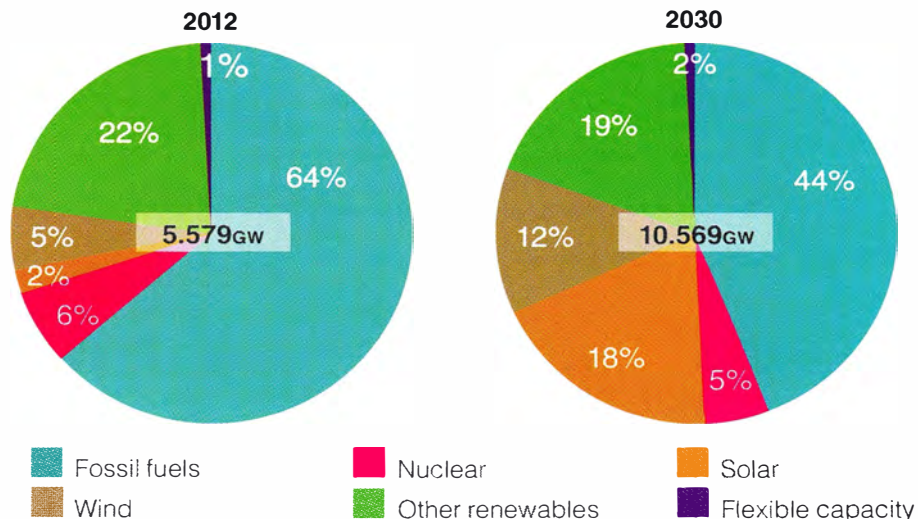 2012
2030
1%
22%
64%
5%
5.579GW
2%
6%
2%
19%
44%
12%
10.569GW
18%
5%
Fossil fuels
Nuclear
Solar
Wind
Other renewables
Flexible capacity